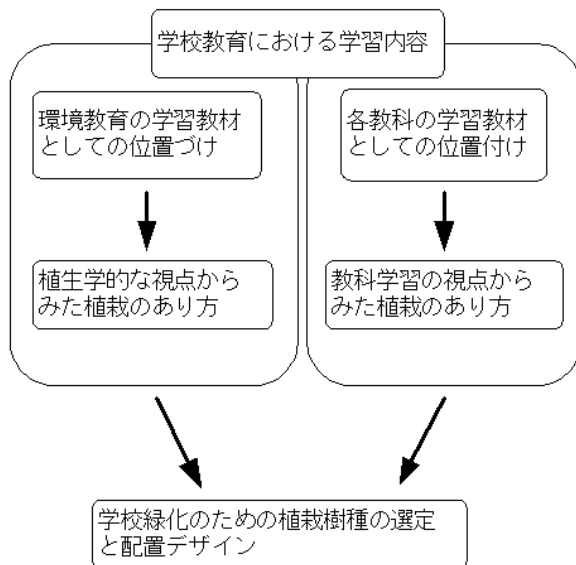 学校教育における学習内容
環境教育の学習教材
としての位置づけ
各教科の学習教材
としての位置付け
植生学的な視点から
みた植栽のあり方
教科学習の視点から
みた植栽のあり方
学校緑化のための植栽樹種の選定
と配置デザイン